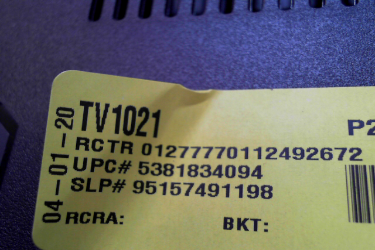 04-01-20
TV1021
P2
RCTR 01277770112492672
UPC# 5381834094
SLP# 95157491198
RCRA:
BKT: